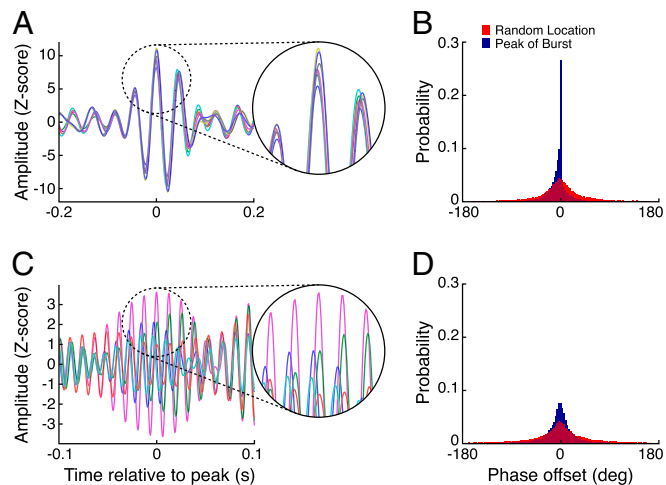 A
Amplitude (Z-score)
10
5
0
-5
-10
-0.2
0
0.2
B
Random Location
Peak of Burst
Probability
0.3
0.2
0.1
0
-180
0
180
C
Amplitude (Z-score)
3
2
1
0
-1
-2
-3
-0.1
0
0.1
Time relative to peak (s)
D
Probability
0.3
0.2
0.1
0
-180
0
180
Phase offset (deg)